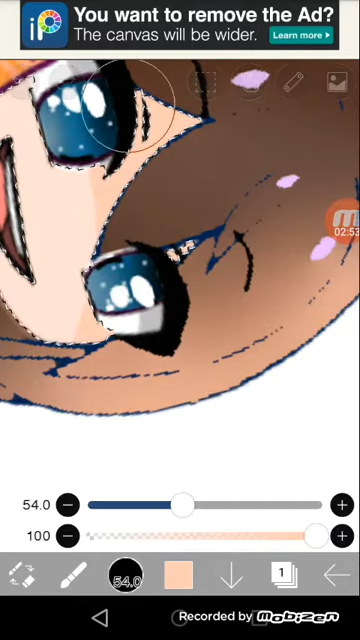 iP
You want to remove the Ad?
The canvas will be wider.
Learn more ▸
02:53
54.0
100
54.0
1
Recorded by Mobizen